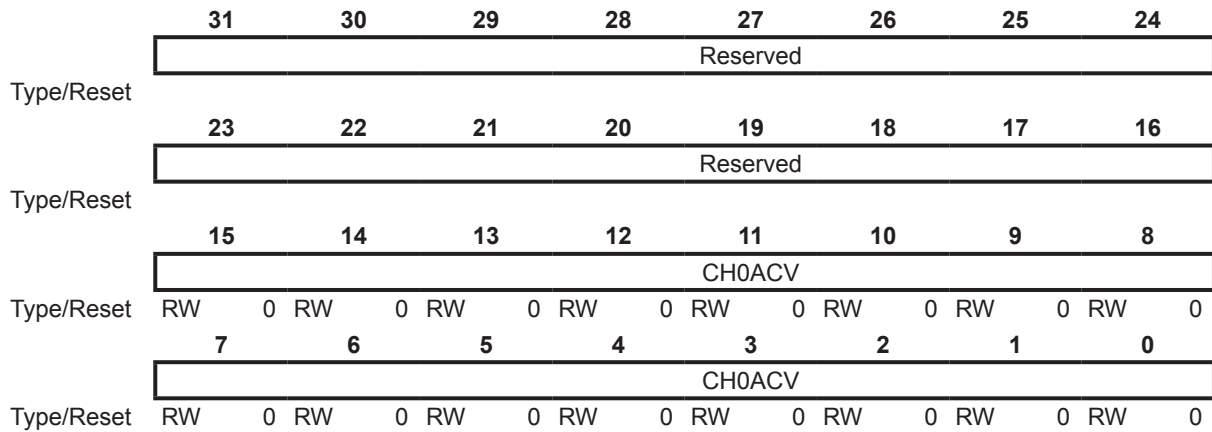 31 30 29 28 27 26 25 24
Reserved
Type/Reset
23 22 21 20 19 18 17 16
Reserved
Type/Reset
15 14 13 12 11 10 9 8
CH0ACV
Type/Reset RW 0 RW 0 RW 0 RW 0 RW 0 RW 0 RW 0 RW 0
7 6 5 4 3 2 1 0
CH0ACV
Type/Reset RW 0 RW 0 RW 0 RW 0 RW 0 RW 0 RW 0 RW 0